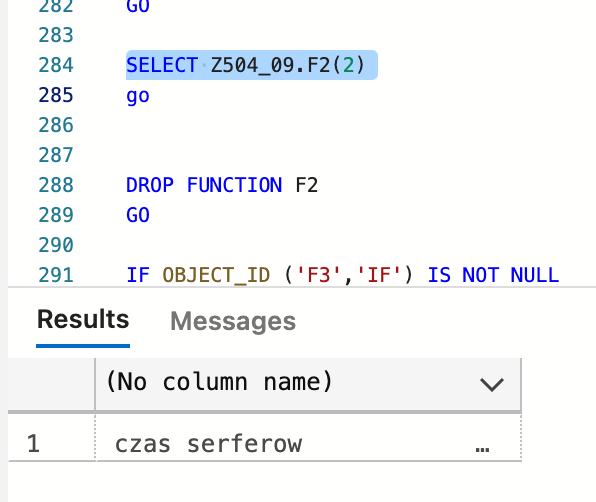 282 GO
283
284 SELECT Z504_09.F2(2)
285 go
286
287
288 DROP FUNCTION F2
289 GO
290
291 IF OBJECT_ID ('F3','IF') IS NOT NULL
Results Messages
(No column name)
1 czas serferow …